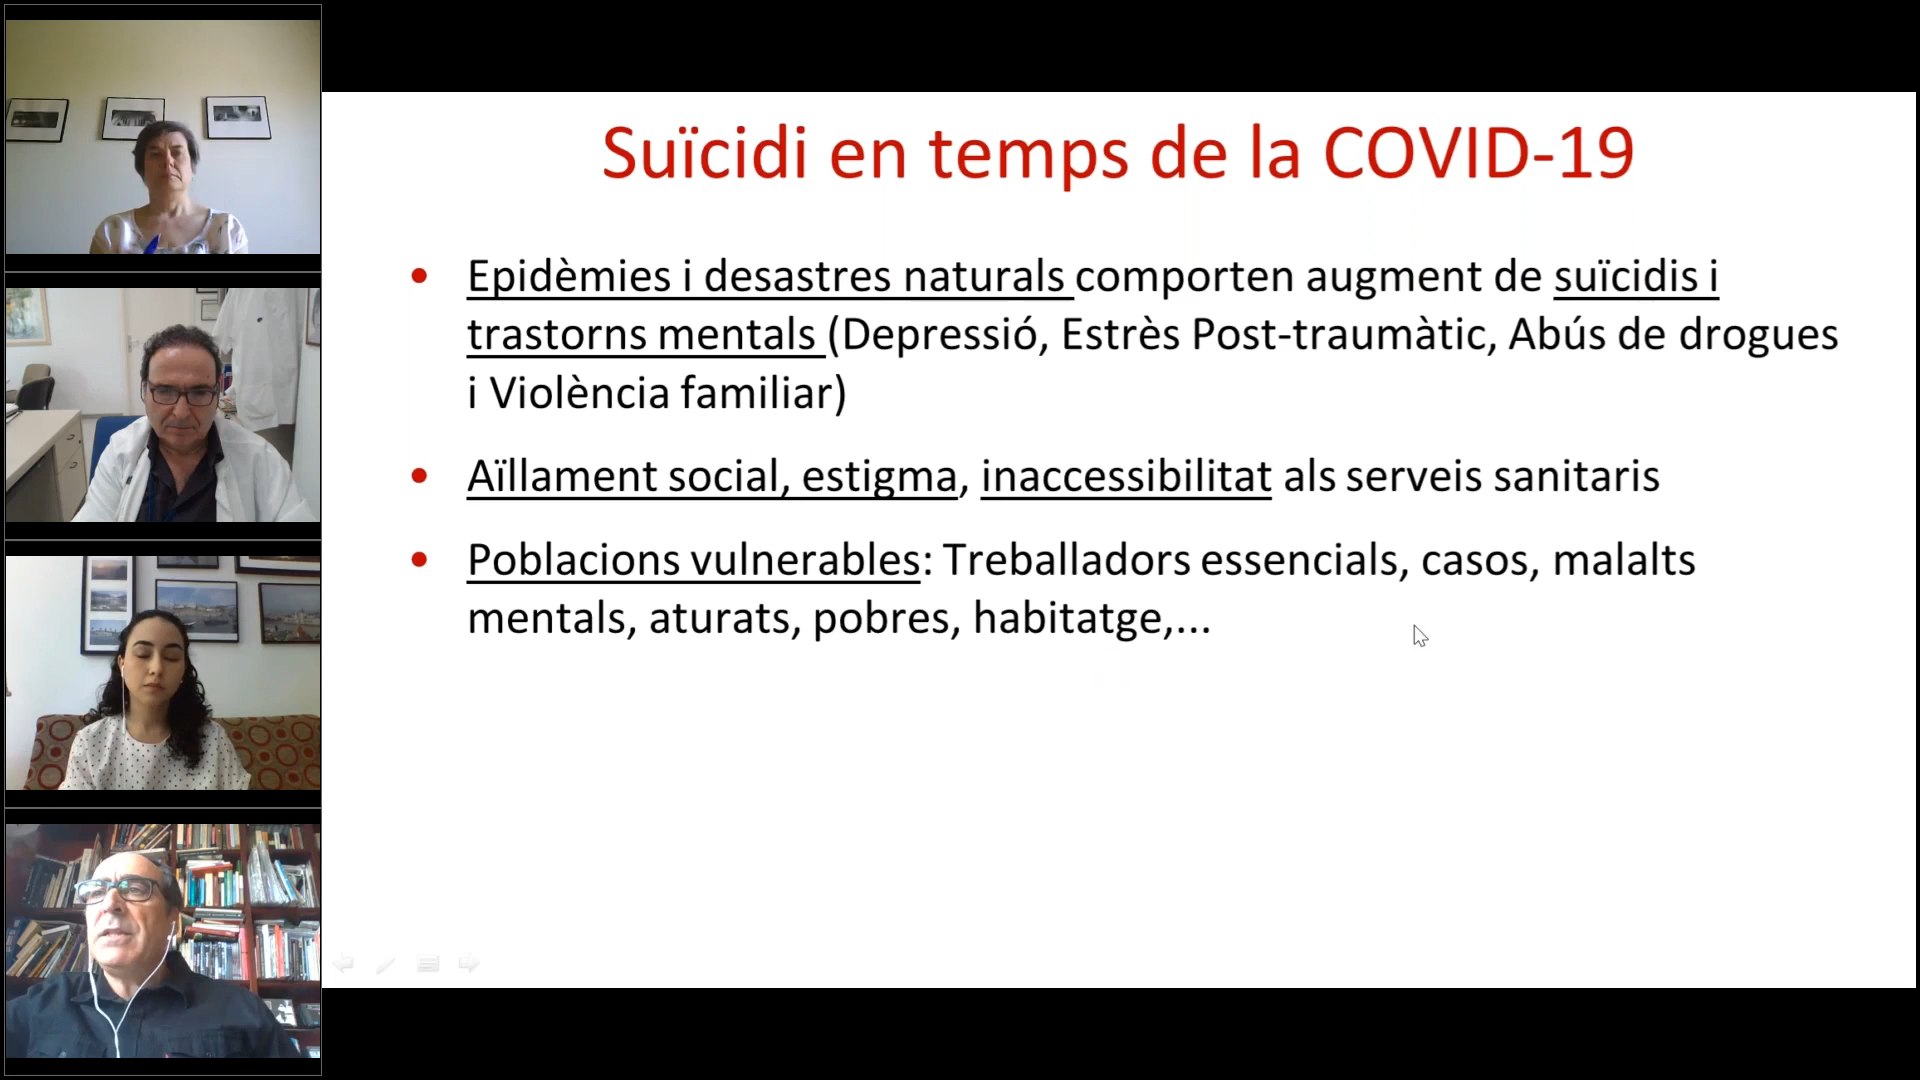 Suïcidi en temps de la COVID-19
• Epidèmies i desastres naturals comporten augment de suïcidis i
trastorns mentals (Depressió, Estrès Post-traumàtic, Abús de drogues
i Violència familiar)
• Aïllament social, estigma, inaccessibilitat als serveis sanitaris
• Poblacions vulnerables: Treballadors essencials, casos, malalts
mentals, aturats, pobres, habitatge,...